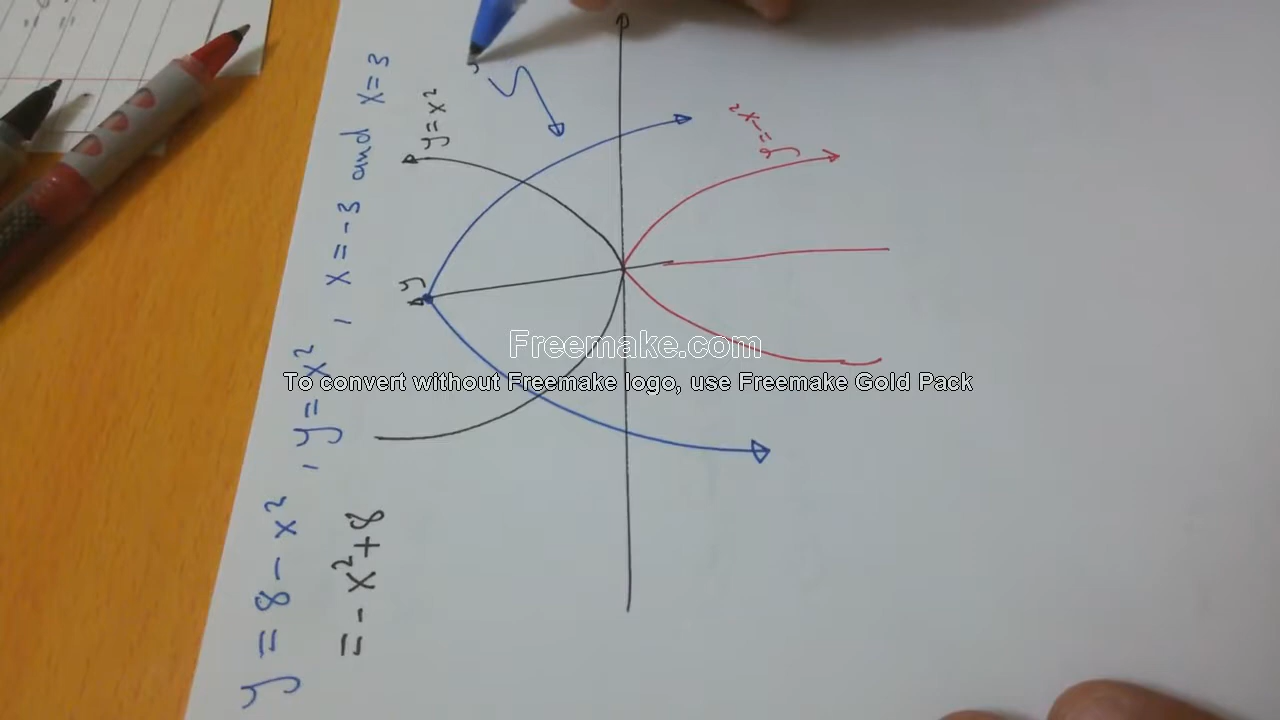 y = 8 - x² , y = x² , x = -3 and x = 3
= -x² + 8
y
y = x²
y = -x²
Freemake.com
To convert without Freemake logo, use Freemake Gold Pack